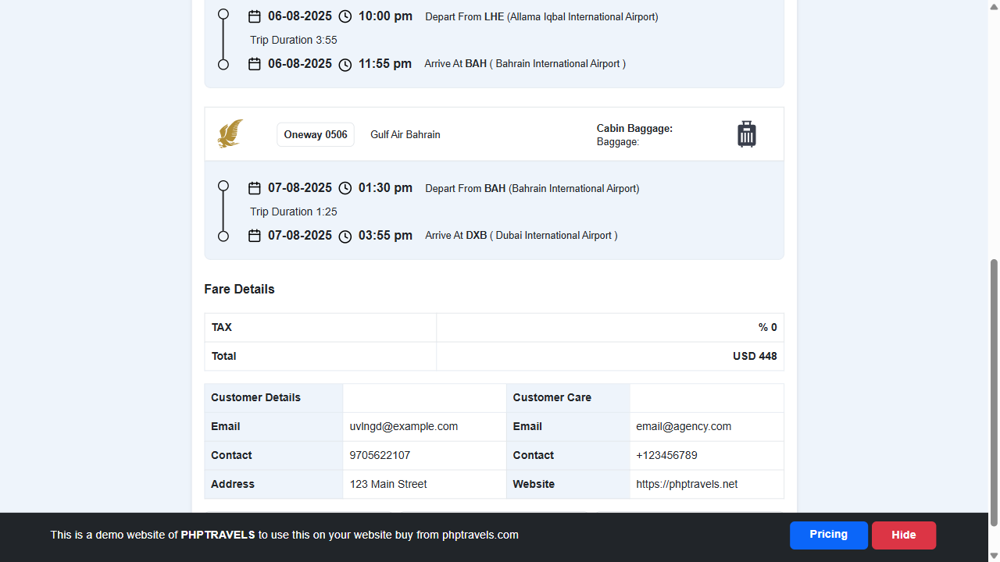 06-08-2025 10:00 pm Depart From LHE (Allama Iqbal International Airport)
Trip Duration 3:55
06-08-2025 11:55 pm Arrive At BAH ( Bahrain International Airport )
Oneway 0506 Gulf Air Bahrain
Cabin Baggage:
Baggage:
07-08-2025 01:30 pm Depart From BAH (Bahrain International Airport)
Trip Duration 1:25
07-08-2025 03:55 pm Arrive At DXB ( Dubai International Airport )
Fare Details
TAX % 0
Total USD 448
Customer Details Customer Care
Email uvlngd@example.com Email email@agency.com
Contact 9705622107 Contact +123456789
Address 123 Main Street Website https://phptravels.net
This is a demo website of PHPTRAVELS to use this on your website buy from phptravels.com Pricing Hide